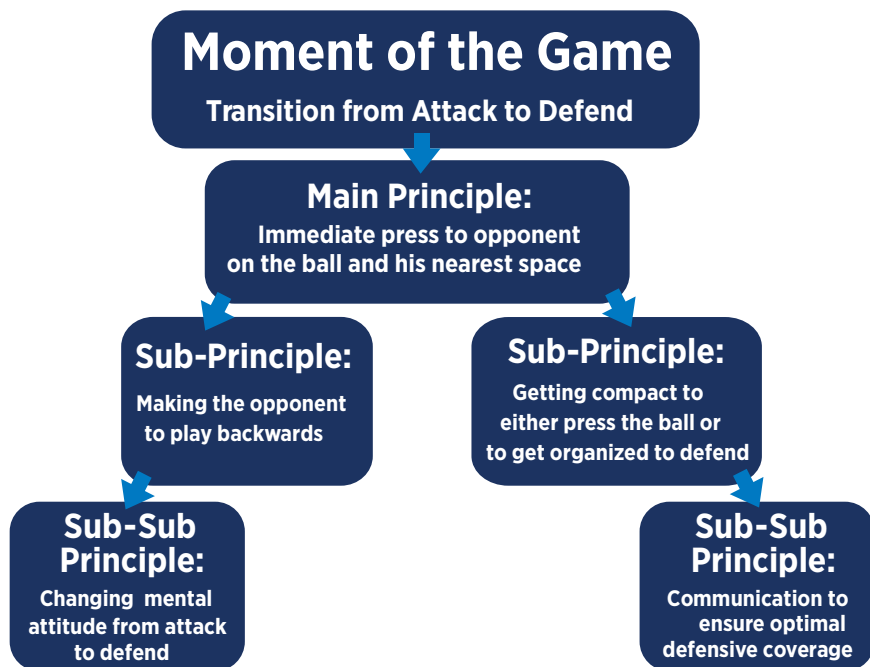 Moment of the Game
Transition from Attack to Defend
Main Principle:
Immediate press to opponent
on the ball and his nearest space
Sub-Principle:
Making the opponent
to play backwards
Sub-Principle:
Getting compact to
either press the ball or
to get organized to defend
Sub-Sub
Principle:
Changing mental
attitude from attack
to defend
Sub-Sub
Principle:
Communication to
ensure optimal
defensive coverage